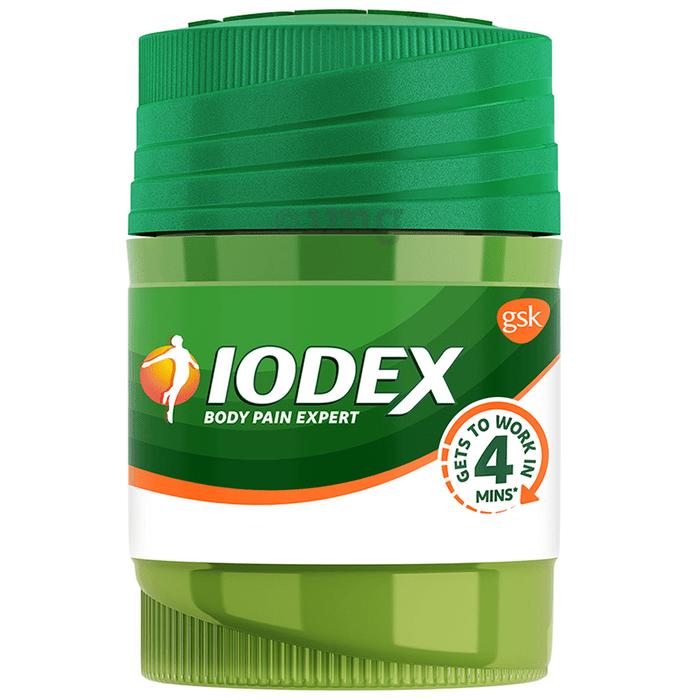 gsk
IODEX
BODY PAIN EXPERT
GETS TO WORK IN
4
MINS*